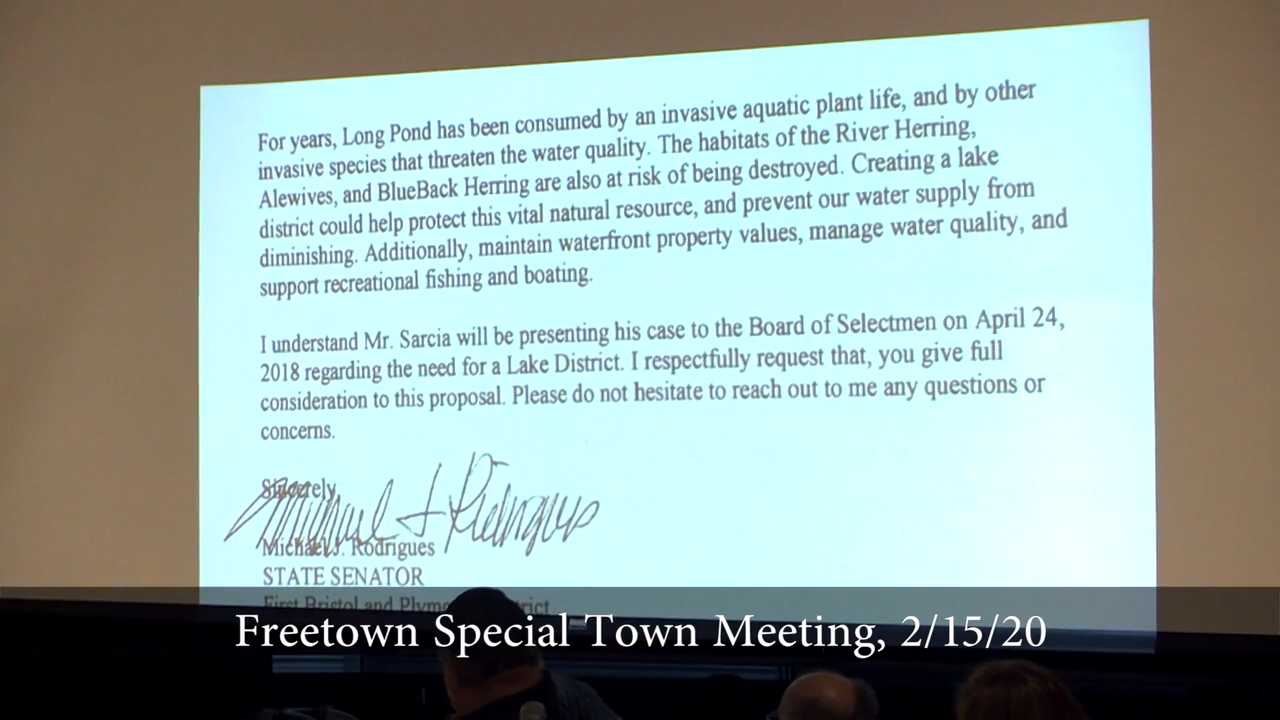 For years, Long Pond has been consumed by an invasive aquatic plant life, and by other
invasive species that threaten the water quality. The habitats of the River Herring,
Alewives, and BlueBack Herring are also at risk of being destroyed. Creating a lake
district could help protect this vital natural resource, and prevent our water supply from
diminishing. Additionally, maintain waterfront property values, manage water quality, and
support recreational fishing and boating.
I understand Mr. Sarcia will be presenting his case to the Board of Selectmen on April 24,
2018 regarding the need for a Lake District. I respectfully request that, you give full
consideration to this proposal. Please do not hesitate to reach out to me any questions or
concerns.
Sincerely,
Michael J Rodrigues
Michael J. Rodrigues
STATE SENATOR
First Bristol and
Freetown Special Town Meeting, 2/15/20